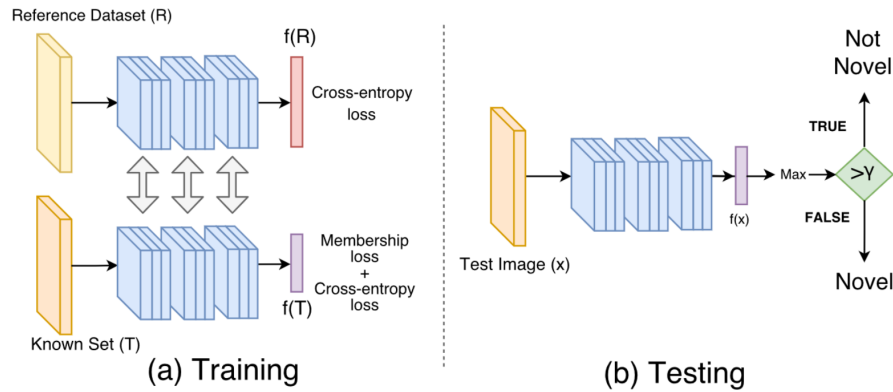 Reference Dataset (R)
f(R)
Cross-entropy
loss
Membership
loss
+
Cross-entropy
loss
f(T)
Known Set (T)
(a) Training
Not
Novel
TRUE
Max
>γ
f(x)
FALSE
Test Image (x)
Novel
(b) Testing